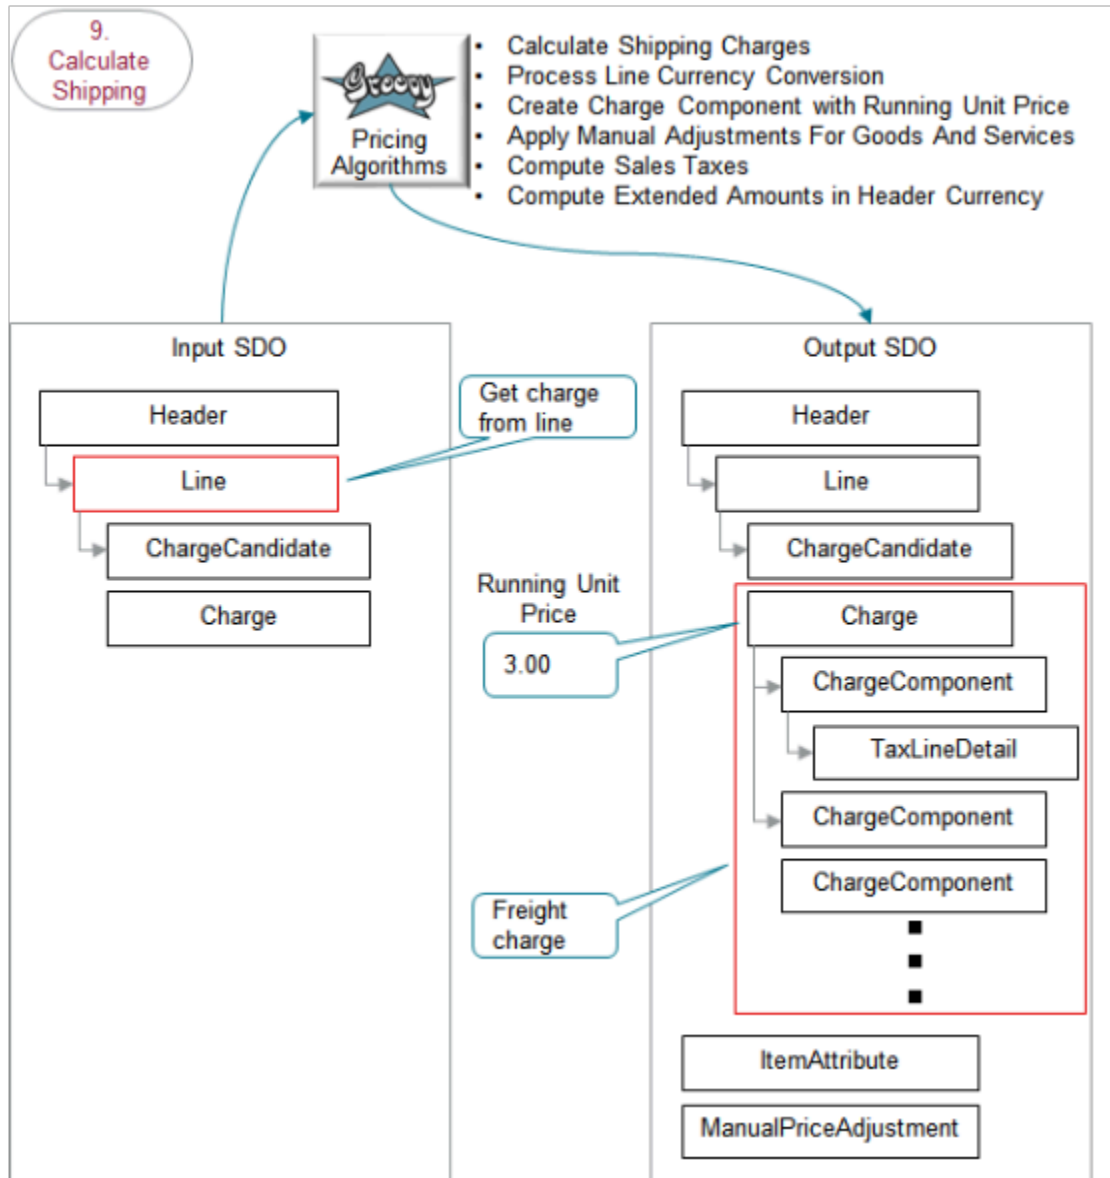 9.
Calculate
Shipping
Groovy
Pricing
Algorithms
• Calculate Shipping Charges
• Process Line Currency Conversion
• Create Charge Component with Running Unit Price
• Apply Manual Adjustments For Goods And Services
• Compute Sales Taxes
• Compute Extended Amounts in Header Currency
Input SDO
Header
Line
ChargeCandidate
Charge
Get charge
from line
Running Unit
Price
3.00
Freight
charge
Output SDO
Header
Line
ChargeCandidate
Charge
ChargeComponent
TaxLineDetail
ChargeComponent
ChargeComponent
ItemAttribute
ManualPriceAdjustment